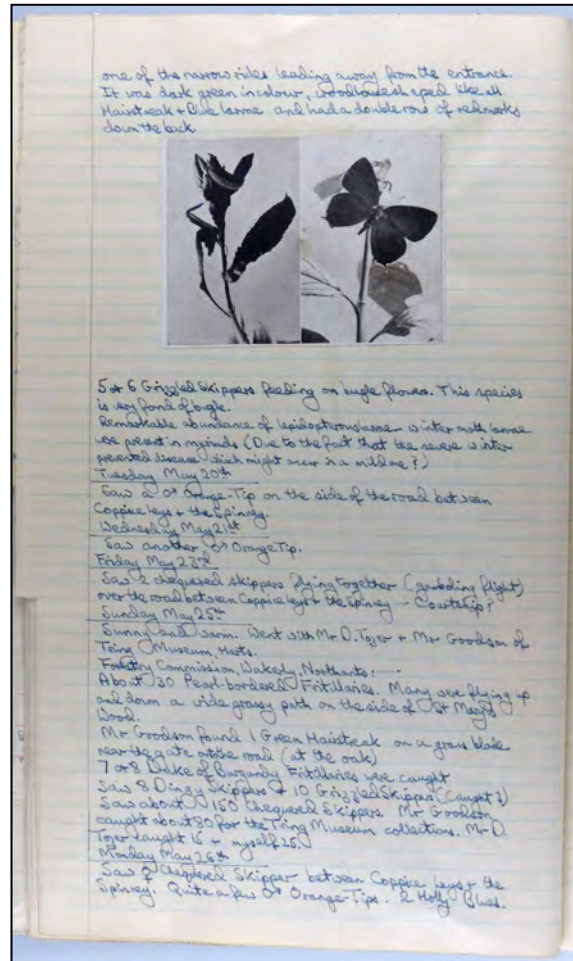 one of the narrow rides leading away from the entrance.
It was dark green in colour, woodlouse shaped like all
Hairstreak + Blue larvae and had a double row of red marks
down the back
5 or 6 Grizzled Skippers feeding on bugle flowers. This species
is very fond of bugle.
Remarkable abundance of lepidopterous larvae winter moth larvae
were present in myriads (Due to the fact that the severe winter
prevented disease which might occur in a mild one?)
Tuesday May 20th
Saw a ♂ Orange-Tip on the side of the road between
Coppice leys + the Spinney.
Wednesday May 21st
Saw another ♂ Orange Tip.
Friday May 23rd
Saw 2 chequered skippers flying together (gamboling flight)
over the road between Coppice leys + the Spinney — Courtship?
Sunday May 25th
Sunny and warm. Went with Mr D. Tozer + Mr Goodson of
Tring Museum, Herts.
Forestry Commission, Wakerly, Northants: —
About 30 Pearl-bordered Fritillaries. Many were flying up
and down a wide grassy path on the side of St Mary's
Wood.
Mr Goodson found 1 Green Hairstreak on a grass blade
near the gate the road (at the oak)
7 or 8 Duke of Burgundy Fritillaries were caught
Saw 8 Dingy Skippers + 10 Grizzled Skippers (Caught 3)
Saw about 150 Chequered Skippers. Mr Goodson
caught about 80 for the Tring Museum collections. Mr D.
Tozer caught 15 + myself 25.
Monday May 26th
Saw ♀ Chequered Skipper between Coppice leys + the
Spinney. Quite a few ♂ Orange-Tips. 2 Holly Blues.